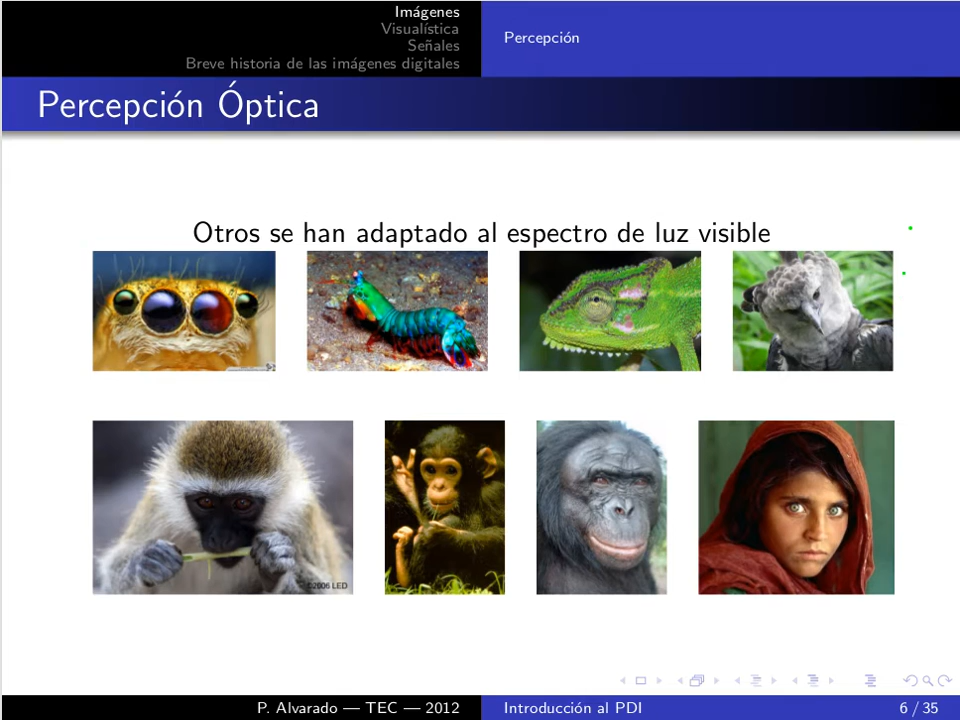 Imágenes
Visualística
Señales
Breve historia de las imágenes digitales
Percepción
Percepción Óptica
Otros se han adaptado al espectro de luz visible
©2006 LED
P. Alvarado — TEC — 2012
Introducción al PDI
6 / 35